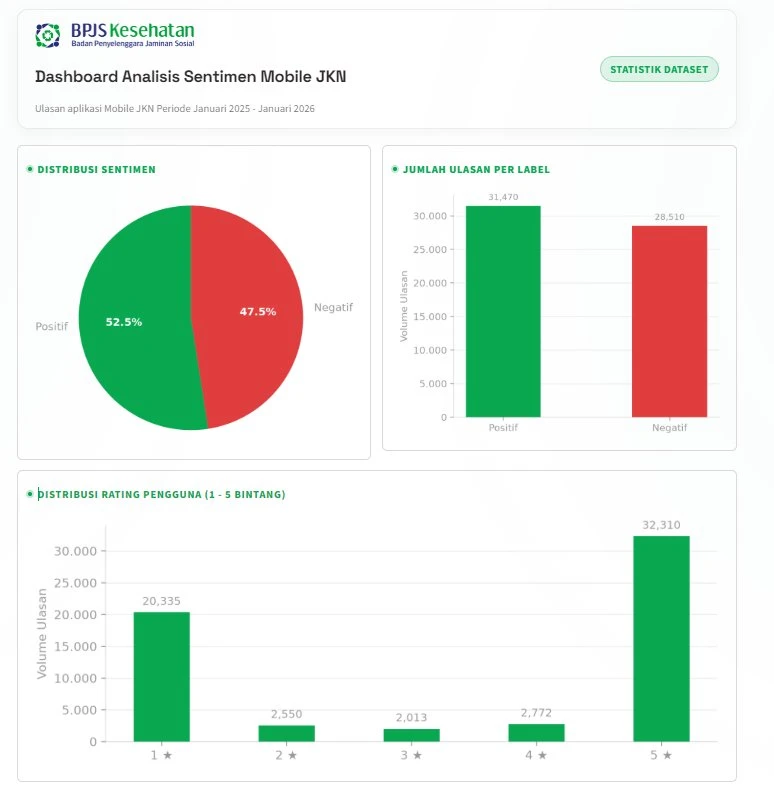 BPJS Kesehatan
Badan Penyelenggara Jaminan Sosial
Dashboard Analisis Sentimen Mobile JKN
STATISTIK DATASET
Ulasan aplikasi Mobile JKN Periode Januari 2025 - Januari 2026
DISTRIBUSI SENTIMEN
Positif
52.5%
47.5%
Negatif
JUMLAH ULASAN PER LABEL
Volume Ulasan
31,470
28,510
30.000
25.000
20.000
15.000
10.000
5.000
0
Positif
Negatif
DISTRIBUSI RATING PENGGUNA (1 - 5 BINTANG)
Volume Ulasan
30.000
25.000
20.000
15.000
10.000
5.000
0
20,335
2,550
2,013
2,772
32,310
1 ★
2 ★
3 ★
4 ★
5 ★